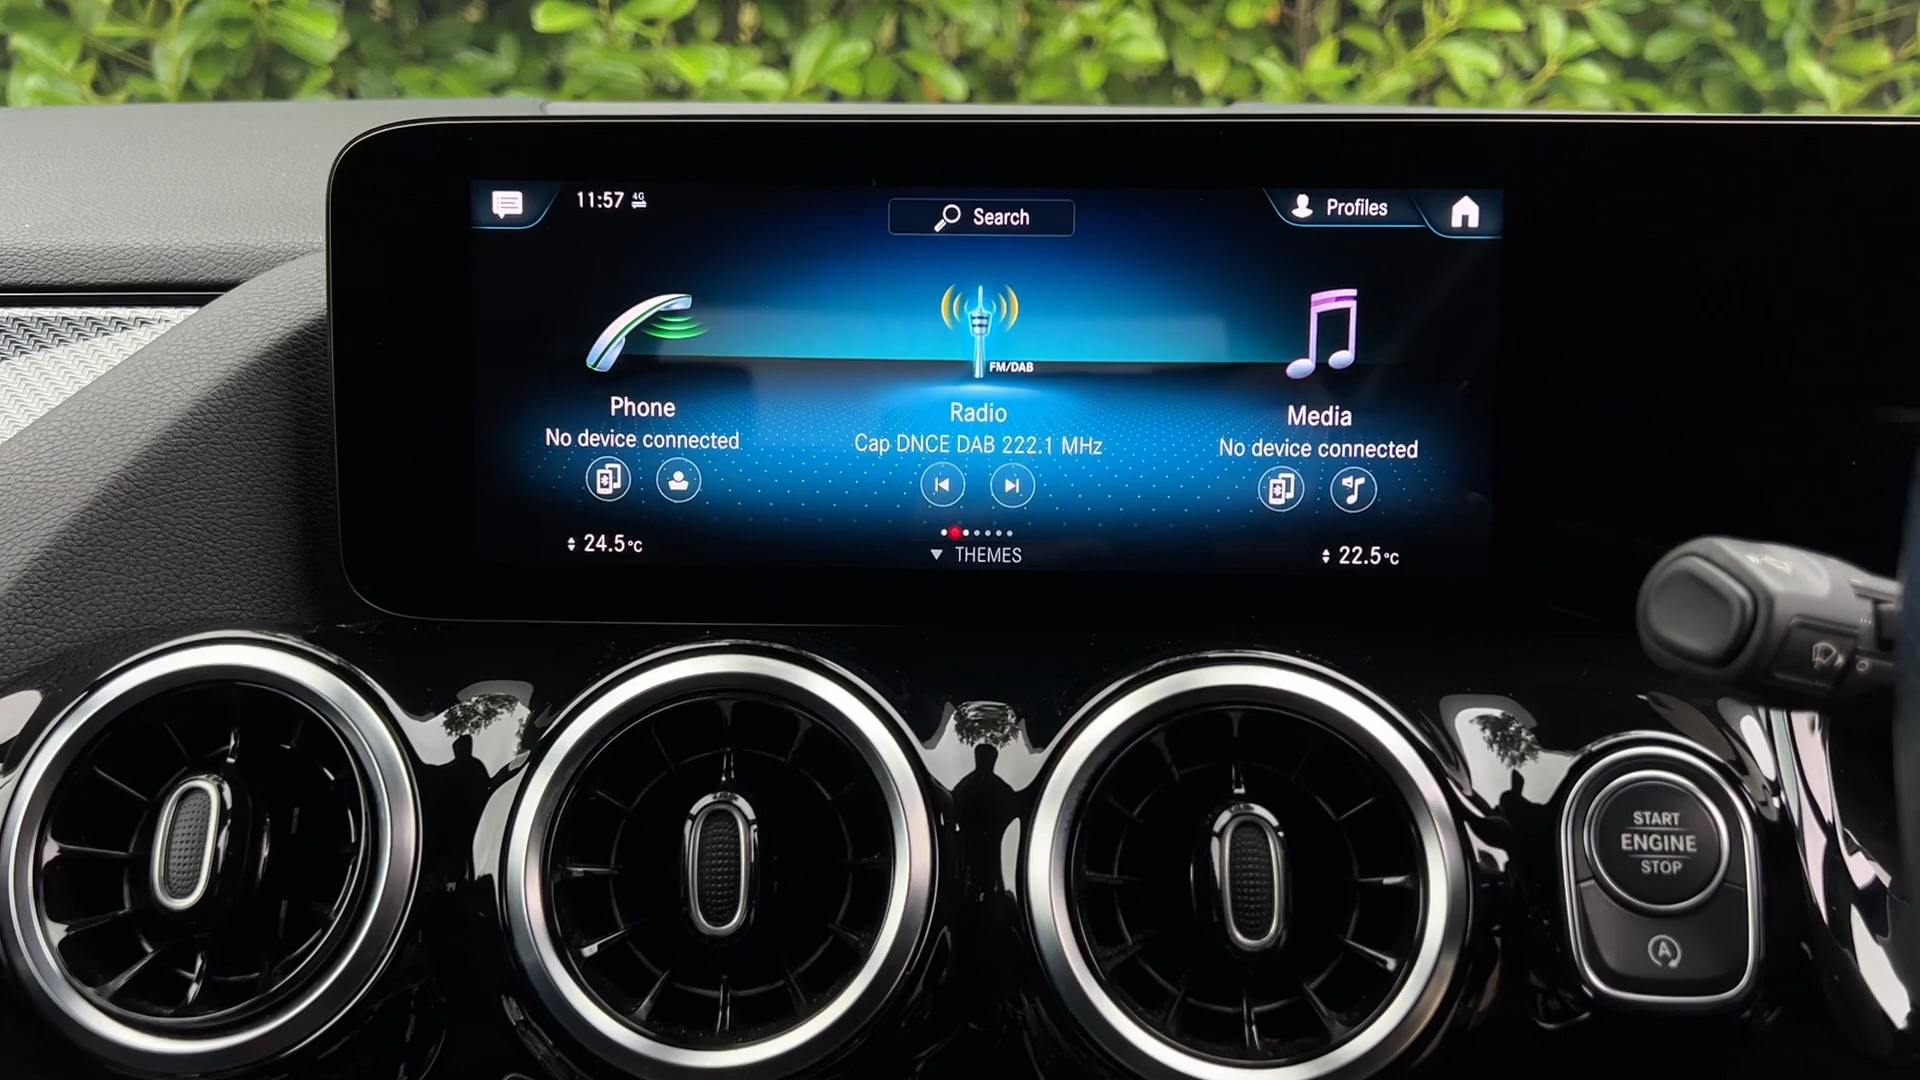 11:57 4G
Search
Profiles
FM/DAB
Phone
No device connected
Radio
Cap DNCE DAB 222.1 MHz
Media
No device connected
24.5°C
THEMES
22.5°C
START
ENGINE
STOP
A